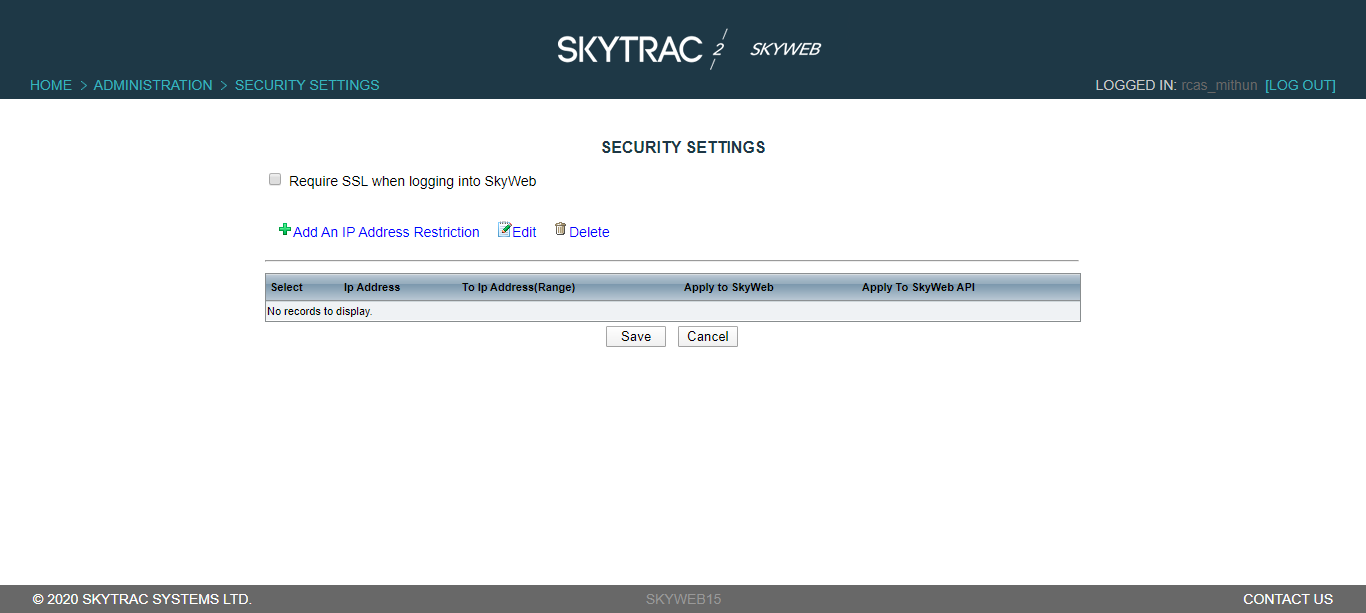 SKYTRAC 2 SKYWEB
HOME > ADMINISTRATION > SECURITY SETTINGS LOGGED IN: rcas_mithun [LOG OUT]
SECURITY SETTINGS
Require SSL when logging into SkyWeb
Add An IP Address Restriction Edit Delete
Select Ip Address To Ip Address(Range) Apply to SkyWeb Apply To SkyWeb API
No records to display.
Save Cancel
© 2020 SKYTRAC SYSTEMS LTD. SKYWEB15 CONTACT US